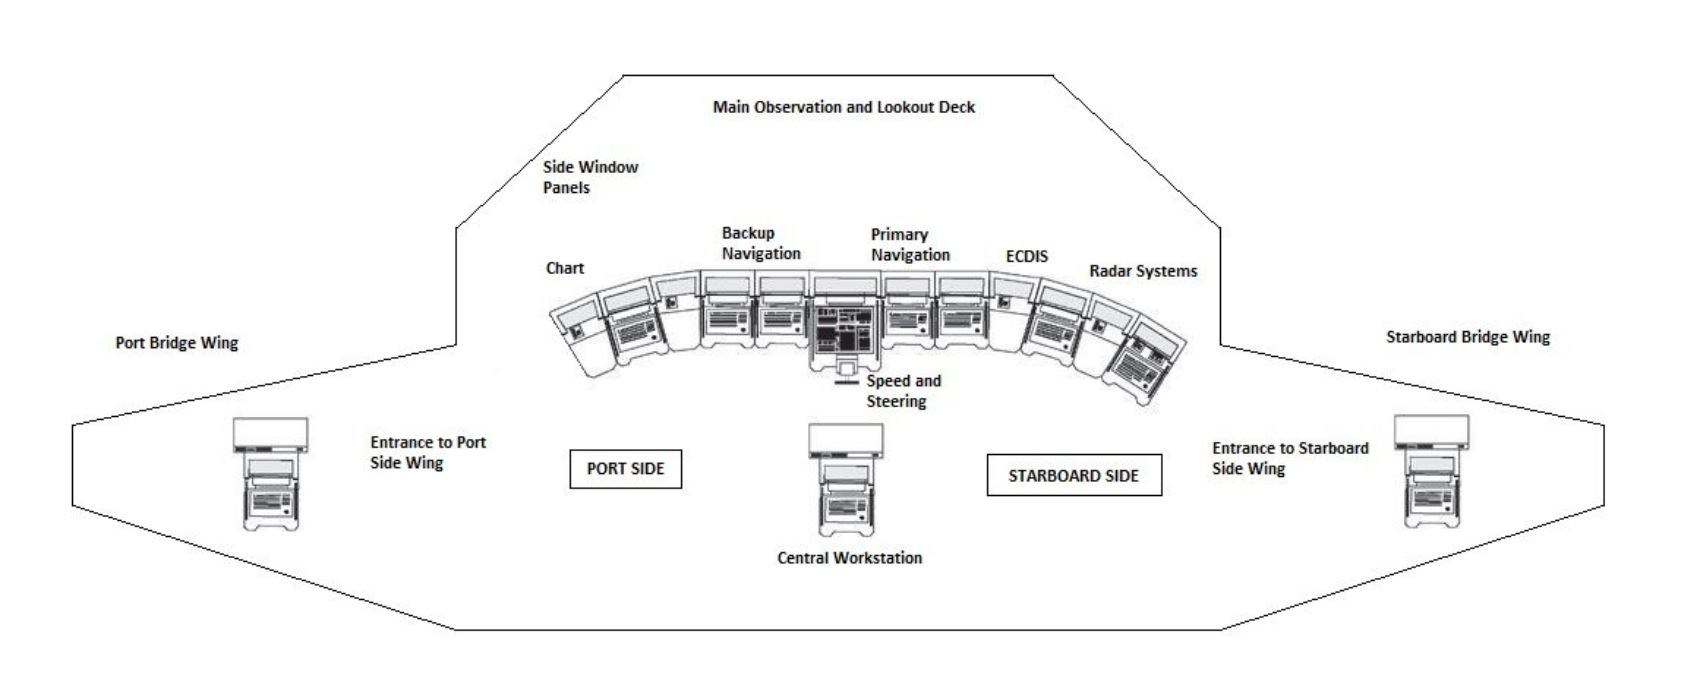 Main Observation and Lookout Deck
Side Window
Panels
Backup
Navigation
Primary
Navigation
Chart
ECDIS
Radar Systems
Port Bridge Wing
Starboard Bridge Wing
Speed and
Steering
Entrance to Port
Side Wing
PORT SIDE
STARBOARD SIDE
Entrance to Starboard
Side Wing
Central Workstation